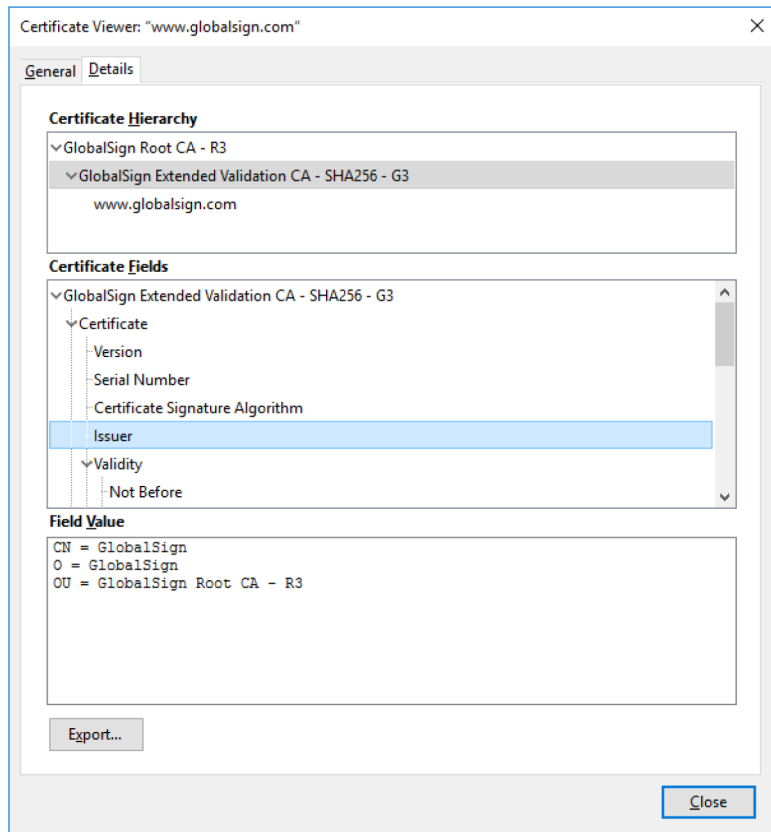 Certificate Viewer: "www.globalsign.com"
General Details
Certificate Hierarchy
GlobalSign Root CA - R3
GlobalSign Extended Validation CA - SHA256 - G3
www.globalsign.com
Certificate Fields
GlobalSign Extended Validation CA - SHA256 - G3
Certificate
Version
Serial Number
Certificate Signature Algorithm
Issuer
Validity
Not Before
Field Value
CN = GlobalSign
O = GlobalSign
OU = GlobalSign Root CA - R3
Export...
Close